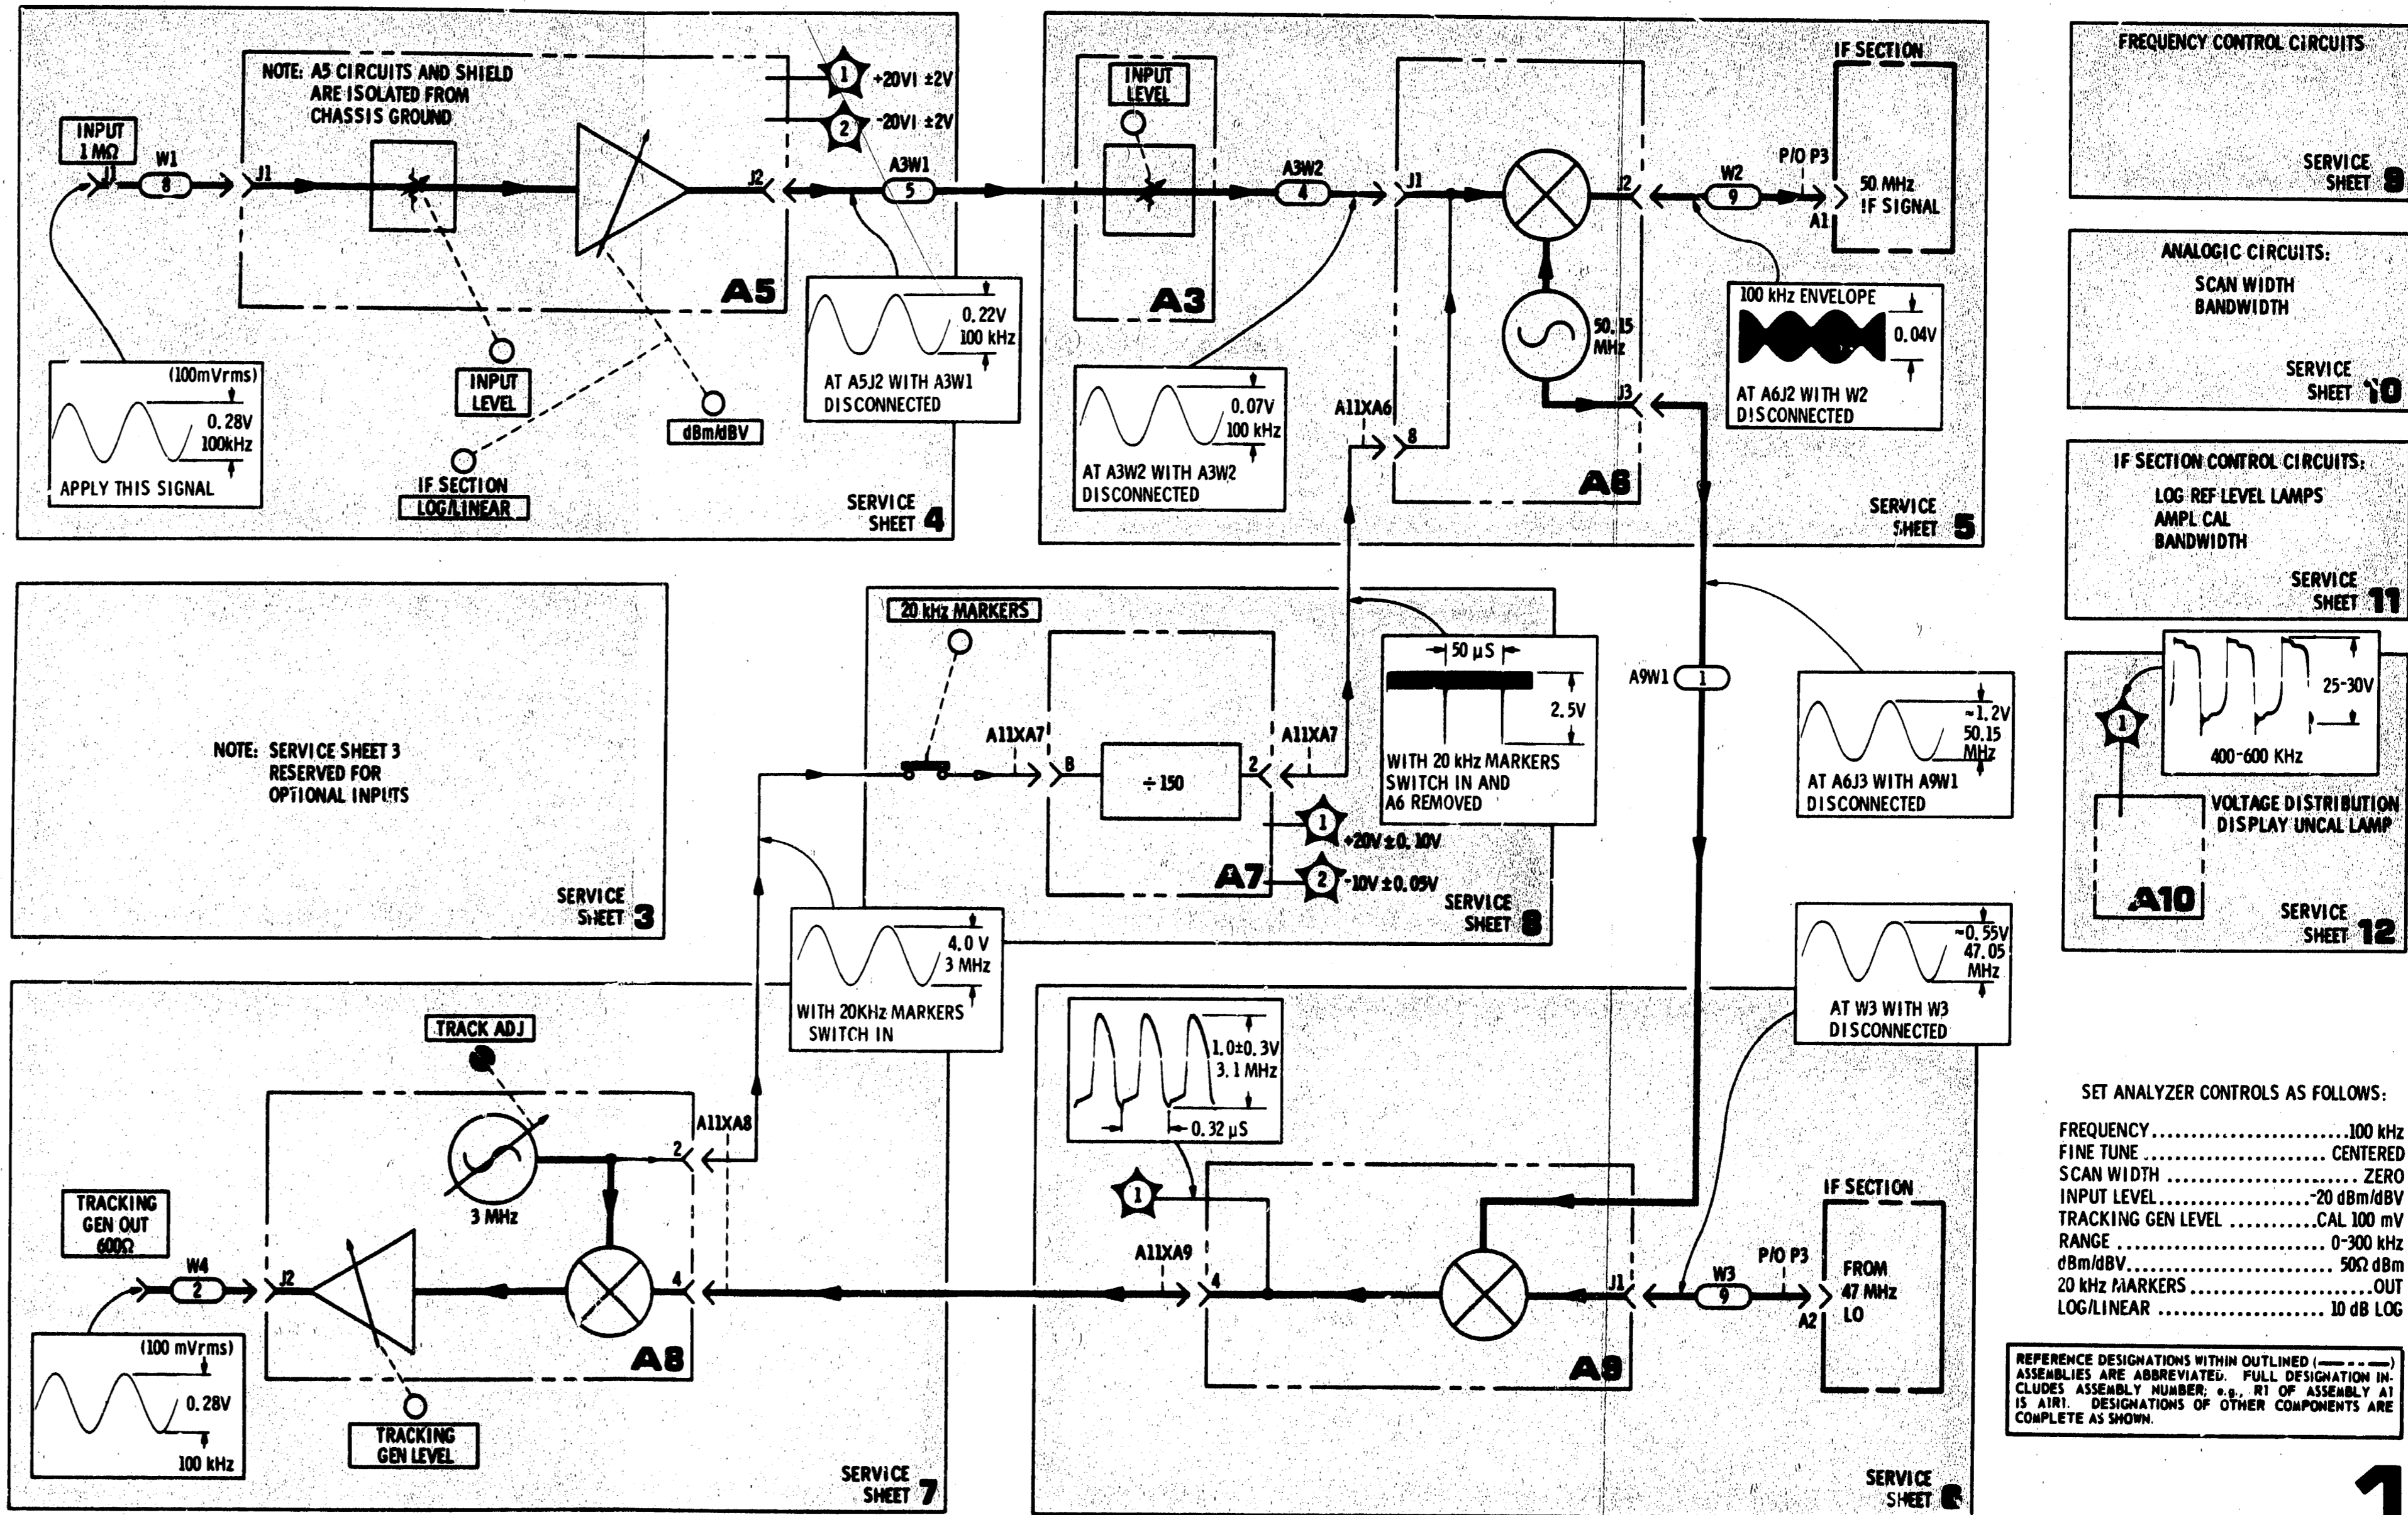 NOTE: A5 CIRCUITS AND SHIELD
ARE ISOLATED FROM
CHASSIS GROUND
1
+20VI ±2V
2
-20VI ±2V
INPUT
1 MΩ
J1
W1
8
J1
J2
A3W1
5
A5
(100mVrms)
0.28V
100kHz
APPLY THIS SIGNAL
INPUT
LEVEL
dBm/dBV
IF SECTION
LOG/LINEAR
0.22V
100 kHz
AT A5J2 WITH A3W1
DISCONNECTED
SERVICE
SHEET 4
INPUT
LEVEL
A3
A3W2
4
J1
J2
W2
9
P/O P3
A1
IF SECTION
50 MHz
IF SIGNAL
50.15
MHz
J3
A11XA6
8
A6
0.07V
100 kHz
AT A3W2 WITH A3W2
DISCONNECTED
100 kHz ENVELOPE
0.04V
AT A6J2 WITH W2
DISCONNECTED
SERVICE
SHEET 5
FREQUENCY CONTROL CIRCUITS
SERVICE
SHEET 9
ANALOGIC CIRCUITS:
SCAN WIDTH
BANDWIDTH
SERVICE
SHEET 10
IF SECTION CONTROL CIRCUITS:
LOG REF LEVEL LAMPS
AMPL CAL
BANDWIDTH
SERVICE
SHEET 11
NOTE: SERVICE SHEET 3
RESERVED FOR
OPTIONAL INPUTS
SERVICE
SHEET 3
20 kHz MARKERS
A11XA7
B
÷ 150
2
A11XA7
1
+20V ±0.10V
2
-10V ±0.05V
A7
50 µS
2.5V
WITH 20 kHz MARKERS
SWITCH IN AND
A6 REMOVED
SERVICE
SHEET 8
A9W1
1
~1.2V
50.15
MHz
AT A6J3 WITH A9W1
DISCONNECTED
1
25-30V
400-600 KHz
VOLTAGE DISTRIBUTION
DISPLAY UNCAL LAMP
A10
SERVICE
SHEET 12
4.0 V
3 MHz
WITH 20KHz MARKERS
SWITCH IN
TRACK ADJ
3 MHz
2
A11XA8
4
TRACKING
GEN OUT
600Ω
W4
2
J2
A8
(100 mVrms)
0.28V
100 kHz
TRACKING
GEN LEVEL
SERVICE
SHEET 7
1.0±0.3V
3.1 MHz
0.32 µS
1
A11XA9
4
J1
W3
9
P/O P3
A2
IF SECTION
FROM
47 MHz
LO
A9
~0.55V
47.05
MHz
AT W3 WITH W3
DISCONNECTED
SERVICE
SHEET 6
SET ANALYZER CONTROLS AS FOLLOWS:
FREQUENCY..........................100 kHz
FINE TUNE.......................... CENTERED
SCAN WIDTH .......................... ZERO
INPUT LEVEL.....................-20 dBm/dBV
TRACKING GEN LEVEL ..........CAL 100 mV
RANGE .......................... 0-300 kHz
dBm/dBV.......................... 50Ω dBm
20 kHz MARKERS..........................OUT
LOG/LINEAR .................... 10 dB LOG
REFERENCE DESIGNATIONS WITHIN OUTLINED (— - - —)
ASSEMBLIES ARE ABBREVIATED. FULL DESIGNATION IN-
CLUDES ASSEMBLY NUMBER; e.g., R1 OF ASSEMBLY A1
IS A1R1. DESIGNATIONS OF OTHER COMPONENTS ARE
COMPLETE AS SHOWN.
1